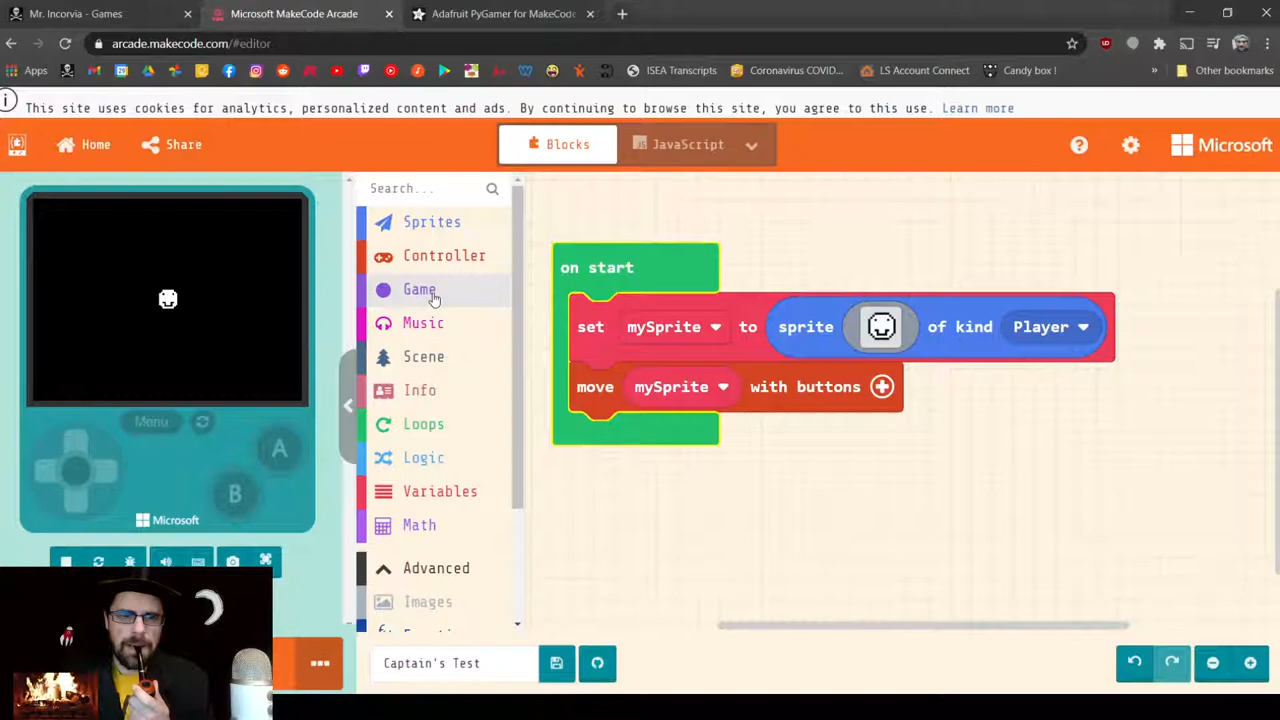 Mr. Incorvia - Games
Microsoft MakeCode Arcade
Adafruit PyGamer for MakeCode
arcade.makecode.com/#editor
Apps
ISEA Transcripts
Coronavirus COVID...
LS Account Connect
Candy box !
Other bookmarks
This site uses cookies for analytics, personalized content and ads. By continuing to browse this site, you agree to this use. Learn more
Home
Share
Blocks
JavaScript
Microsoft
Search...
Sprites
Controller
Game
Music
Scene
Info
Loops
Logic
Variables
Math
Advanced
Images
on start
set mySprite to sprite of kind Player
move mySprite with buttons
Menu
A
B
Microsoft
Captain's Test